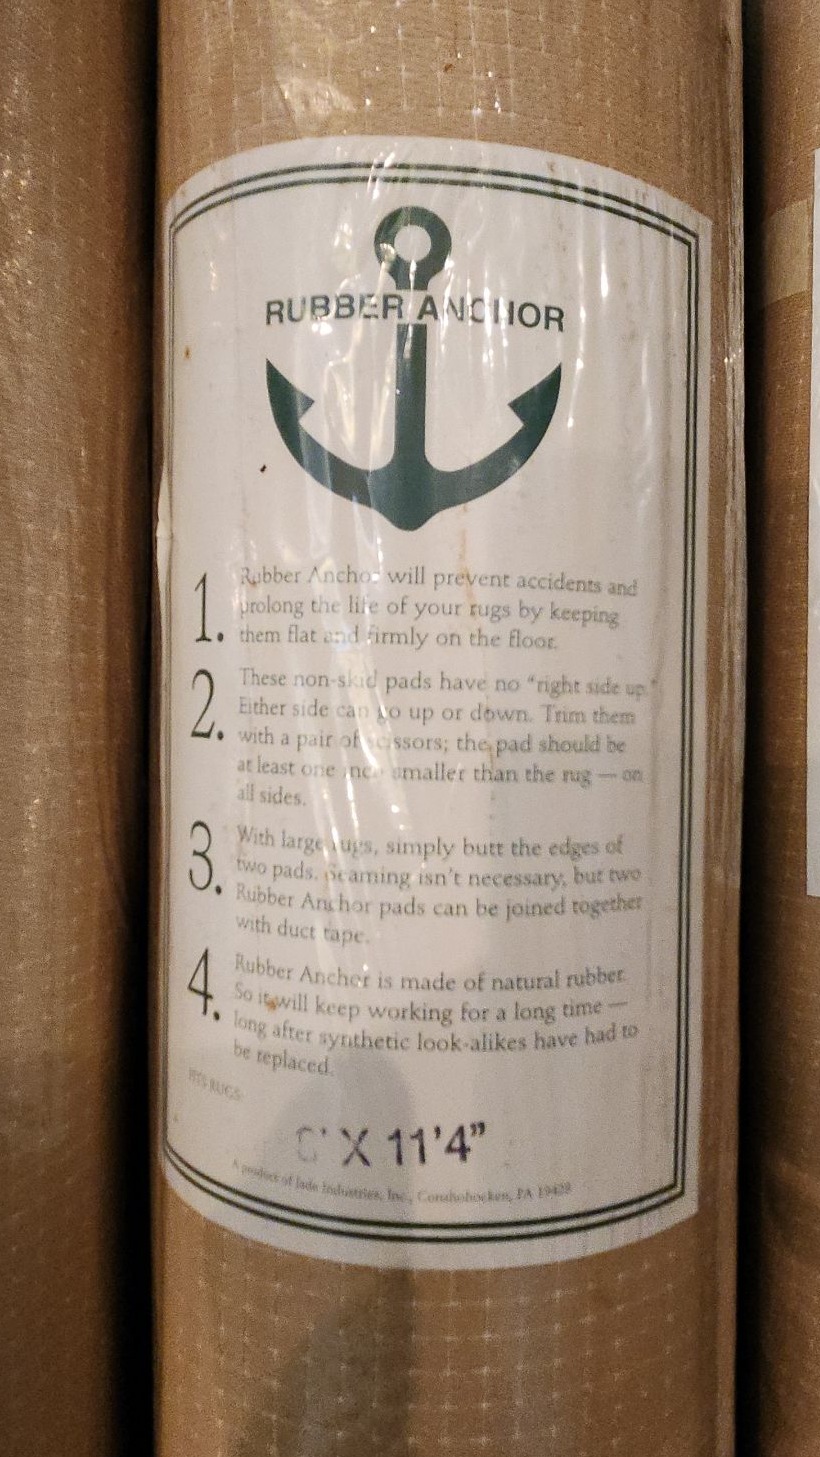 RUBBER ANCHOR
1. Rubber Anchor will prevent accidents and
prolong the life of your rugs by keeping
them flat and firmly on the floor.
2. These non-skid pads have no "right side up."
Either side can go up or down. Trim them
with a pair of scissors; the pad should be
at least one inch smaller than the rug — on
all sides.
3. With large rugs, simply butt the edges of
two pads. Seaming isn't necessary, but two
Rubber Anchor pads can be joined together
with duct tape.
4. Rubber Anchor is made of natural rubber.
So it will keep working for a long time —
long after synthetic look-alikes have had to
be replaced.
FITS RUGS:
X 11'4"
A product of Jade Industries, Inc., Conshohocken, PA 19428